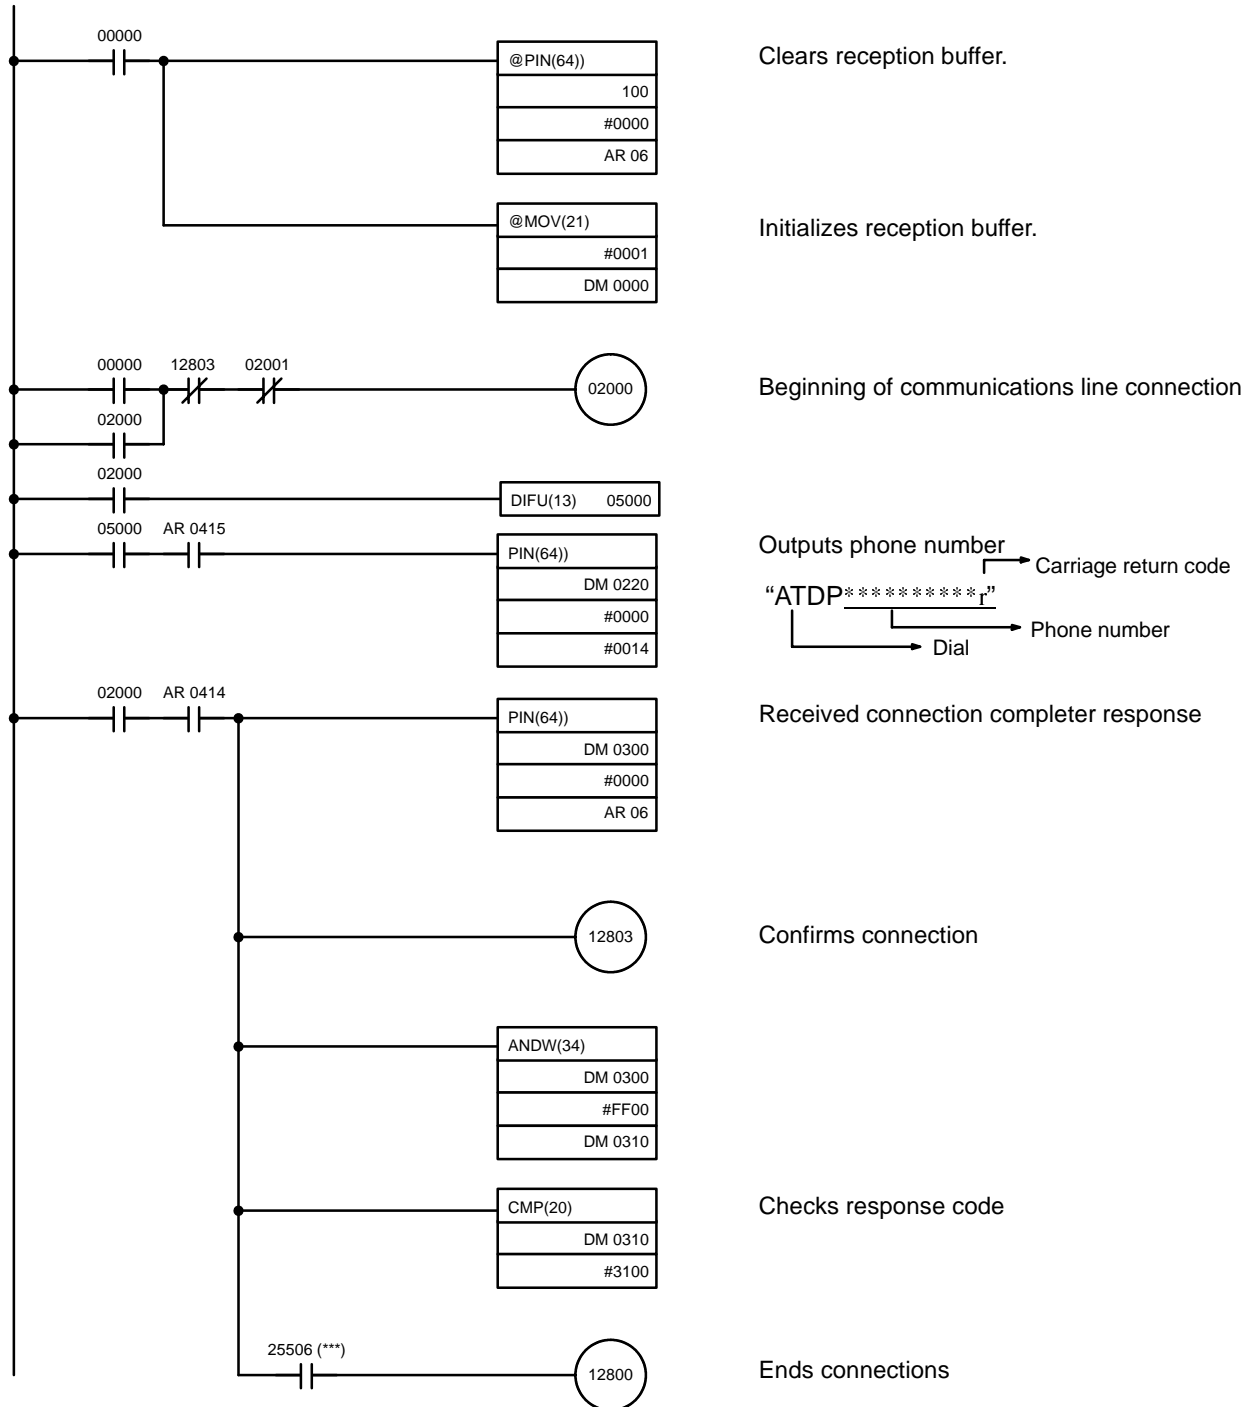 00000
@PIN(64))
Clears reception buffer.
100
#0000
AR 06
@MOV(21)
Initializes reception buffer.
#0001
DM 0000
00000 12803 02001
02000
Beginning of communications line connection
02000
02000
DIFU(13) 05000
05000 AR 0415
PIN(64))
Outputs phone number
Carriage return code
DM 0220
“ATDP**********r”
#0000
Phone number
#0014
Dial
02000 AR 0414
PIN(64))
Received connection completer response
DM 0300
#0000
AR 06
12803
Confirms connection
ANDW(34)
DM 0300
#FF00
DM 0310
CMP(20)
Checks response code
DM 0310
#3100
25506 (***)
12800
Ends connections